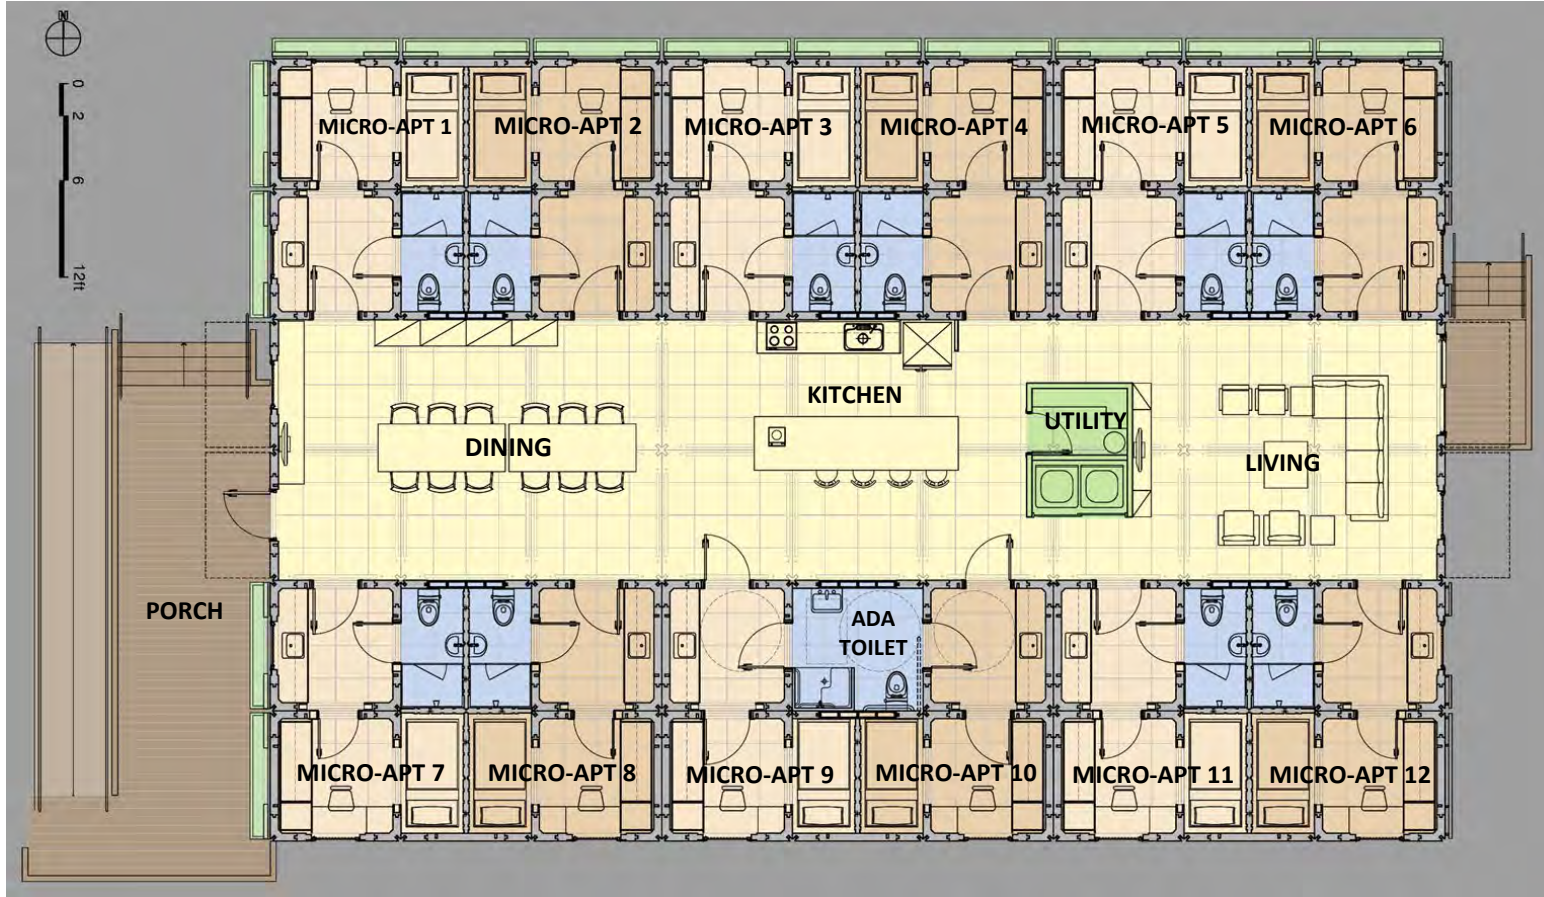 N
0
2
6
12ft
MICRO-APT 1
MICRO-APT 2
MICRO-APT 3
MICRO-APT 4
MICRO-APT 5
MICRO-APT 6
KITCHEN
DINING
UTILITY
LIVING
PORCH
ADA
TOILET
MICRO-APT 7
MICRO-APT 8
MICRO-APT 9
MICRO-APT 10
MICRO-APT 11
MICRO-APT 12